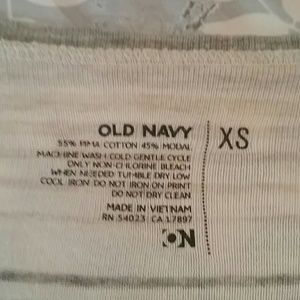 OLD NAVY
XS
55% PIMA COTTON 45% MODAL
MACHINE WASH COLD GENTLE CYCLE
ONLY NON-CHLORINE BLEACH
WHEN NEEDED TUMBLE DRY LOW
COOL IRON DO NOT IRON ON PRINT
DO NOT DRY CLEAN
MADE IN VIETNAM
RN 54023 CA 17897
ON